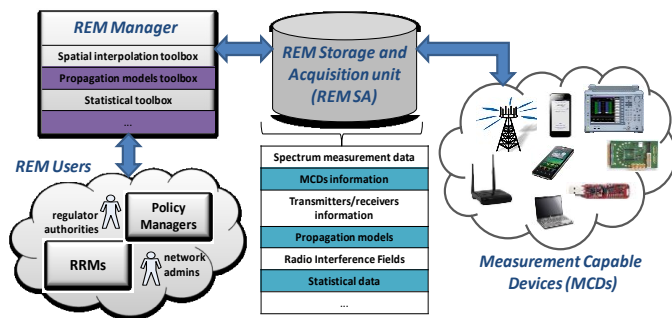 REM Manager
Spatial interpolation toolbox
Propagation models toolbox
Statistical toolbox
...
REM Storage and
Acquisition unit
(REM SA)
Spectrum measurement data
MCDs information
Transmitters/receivers
information
Propagation models
Radio Interference Fields
Statistical data
...
REM Users
regulator
authorities
Policy
Managers
RRMs
network
admins
Measurement Capable
Devices (MCDs)